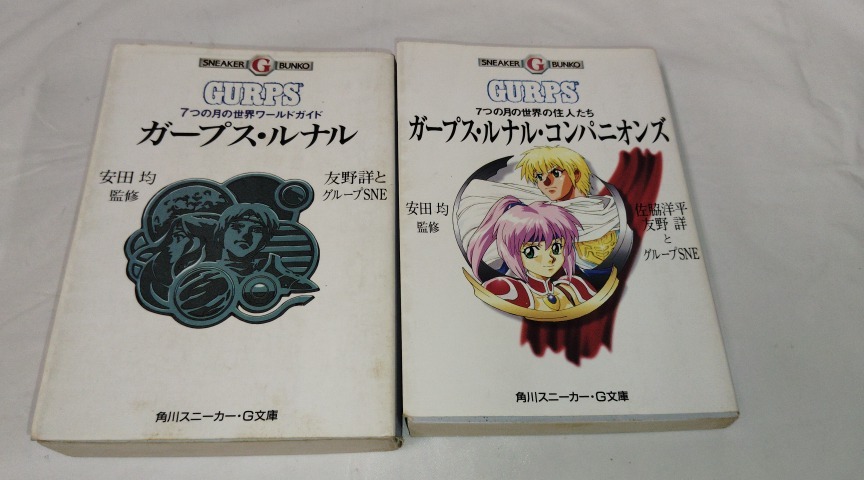 SNEAKER G BUNKO
GURPS
7つの月の世界ワールドガイド
ガープス・ルナル
安田 均
監修
友野詳と
グループSNE
角川スニーカー・G文庫
SNEAKER G BUNKO
GURPS
7つの月の世界の住人たち
ガープス・ルナル・コンパニオンズ
安田 均
監修
佐脇洋平
友野 詳
と
グループSNE
角川スニーカー・G文庫